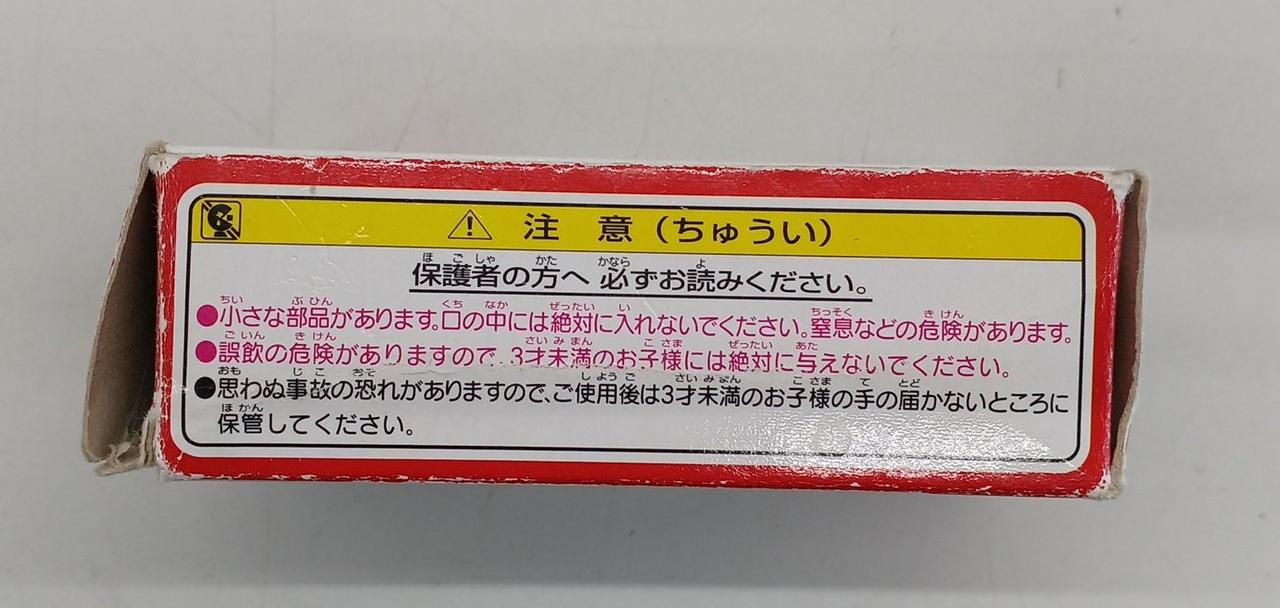 ⚠ 注 意（ちゅうい）
保護者の方へ 必ずお読みください。
●小さな部品があります。口の中には絶対に入れないでください。窒息などの危険があります。
●誤飲の危険がありますので、3才未満のお子様には絶対に与えないでください。
●思わぬ事故の恐れがありますので、ご使用後は3才未満のお子様の手の届かないところに
保管してください。